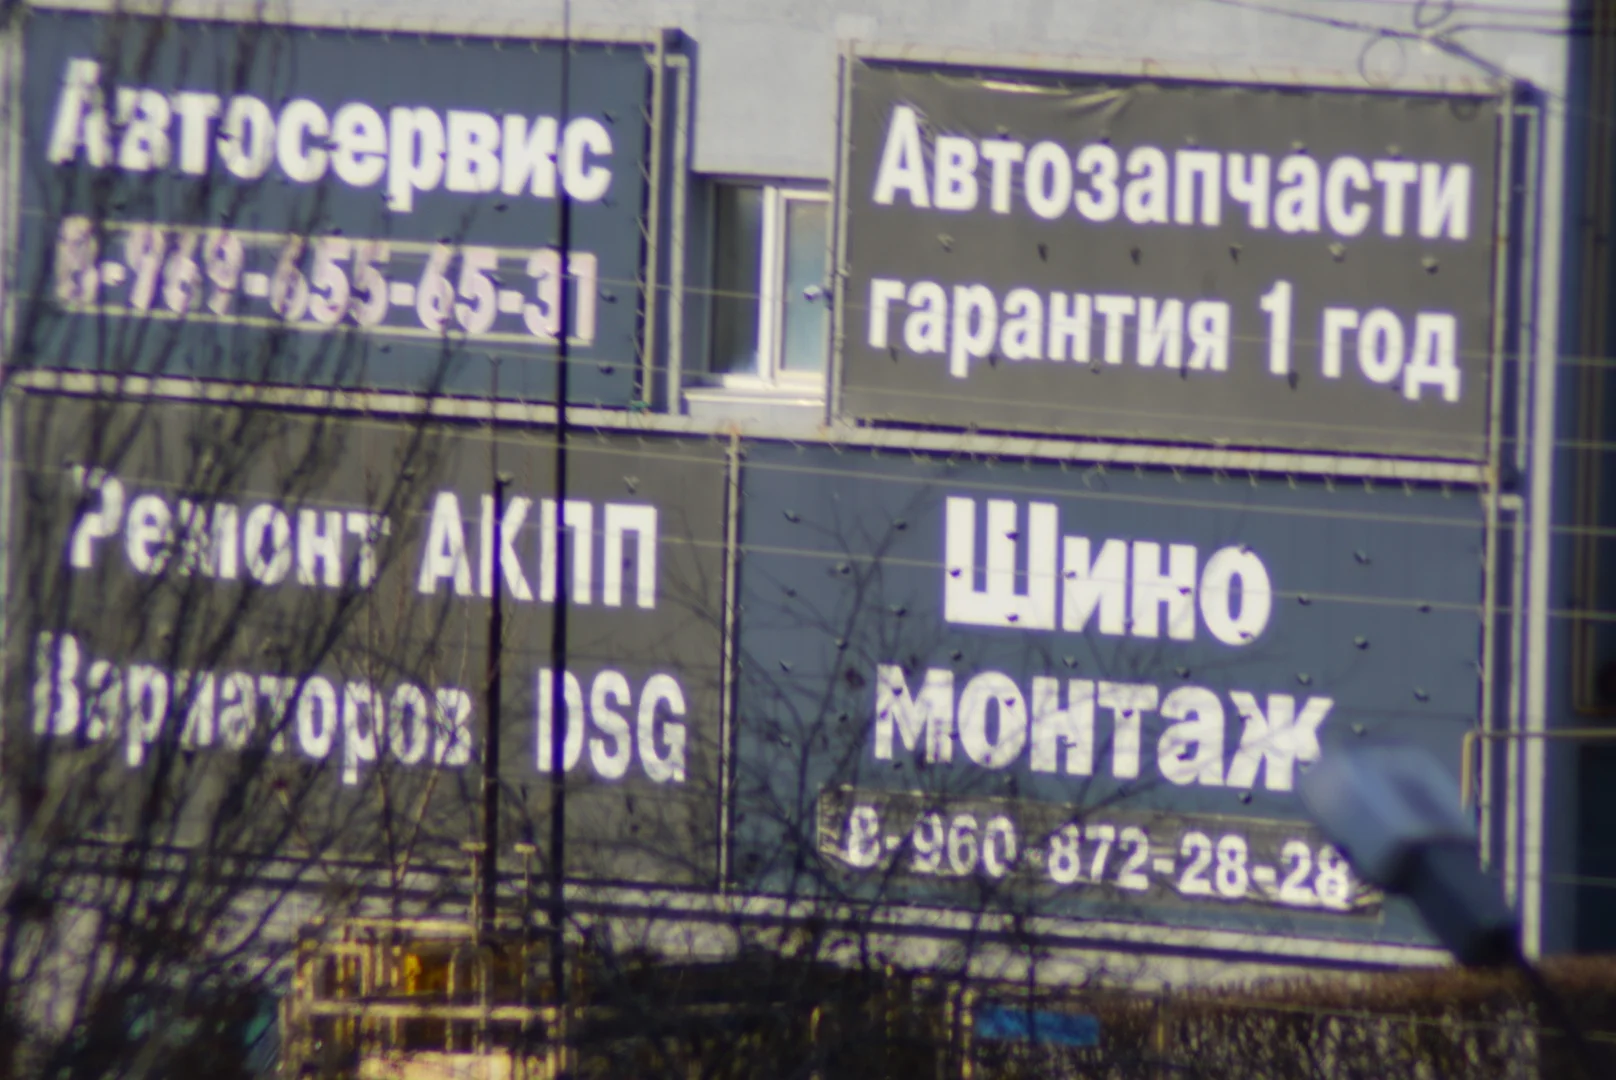 Автосервис
8-969-655-65-31
Автозапчасти
гарантия 1 год
Ремонт АКПП
Вариаторов DSG
Шино
монтаж
8-960-872-28-28